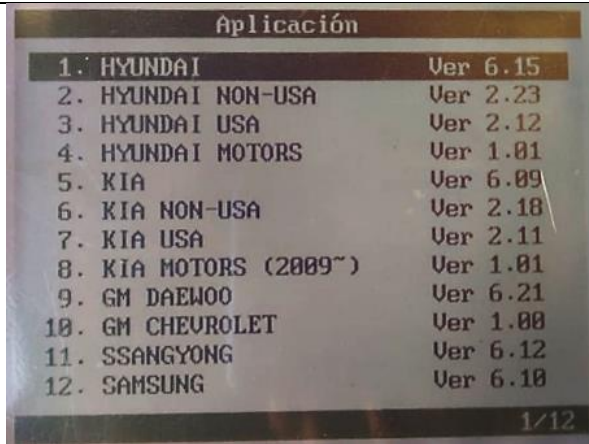 Aplicación
1. HYUNDAI Ver 6.15
2. HYUNDAI NON-USA Ver 2.23
3. HYUNDAI USA Ver 2.12
4. HYUNDAI MOTORS Ver 1.01
5. KIA Ver 6.09
6. KIA NON-USA Ver 2.18
7. KIA USA Ver 2.11
8. KIA MOTORS (2009~) Ver 1.01
9. GM DAEWOO Ver 6.21
10. GM CHEVROLET Ver 1.00
11. SSANGYONG Ver 6.12
12. SAMSUNG Ver 6.10
1/12